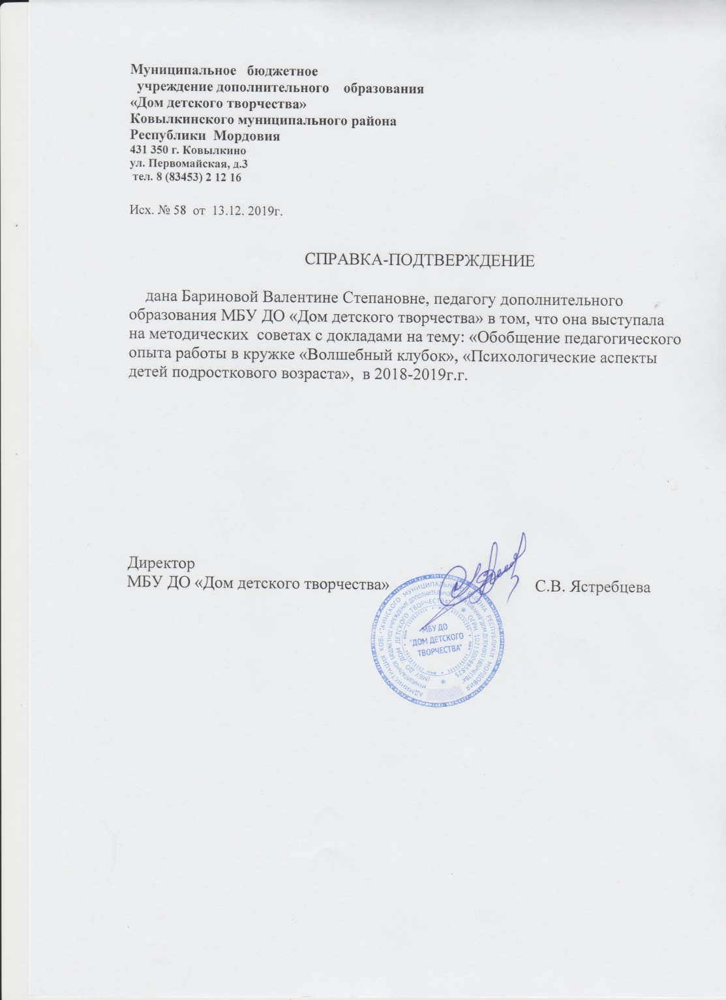 Муниципальное бюджетное
учреждение дополнительного образования
«Дом детского творчества»
Ковылкинского муниципального района
Республики Мордовия
431 350 г. Ковылкино
ул. Первомайская, д.3
тел. 8 (83453) 2 12 16
Исх. № 58 от 13.12. 2019г.
СПРАВКА-ПОДТВЕРЖДЕНИЕ
дана Бариновой Валентине Степановне, педагогу дополнительного
образования МБУ ДО «Дом детского творчества» в том, что она выступала
на методических советах с докладами на тему: «Обобщение педагогического
опыта работы в кружке «Волшебный клубок», «Психологические аспекты
детей подросткового возраста», в 2018-2019г.г.
Директор
МБУ ДО «Дом детского творчества» С.В. Ястребцева
МБУ ДО
"ДОМ ДЕТСКОГО
ТВОРЧЕСТВА"